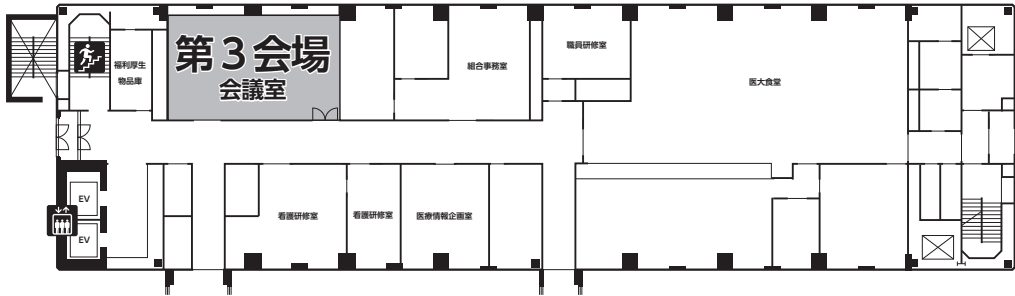 福利厚生
物品庫
第３会場
会議室
組合事務室
職員研修室
医大食堂
EV
EV
看護研修室
看護研修室
医療情報企画室